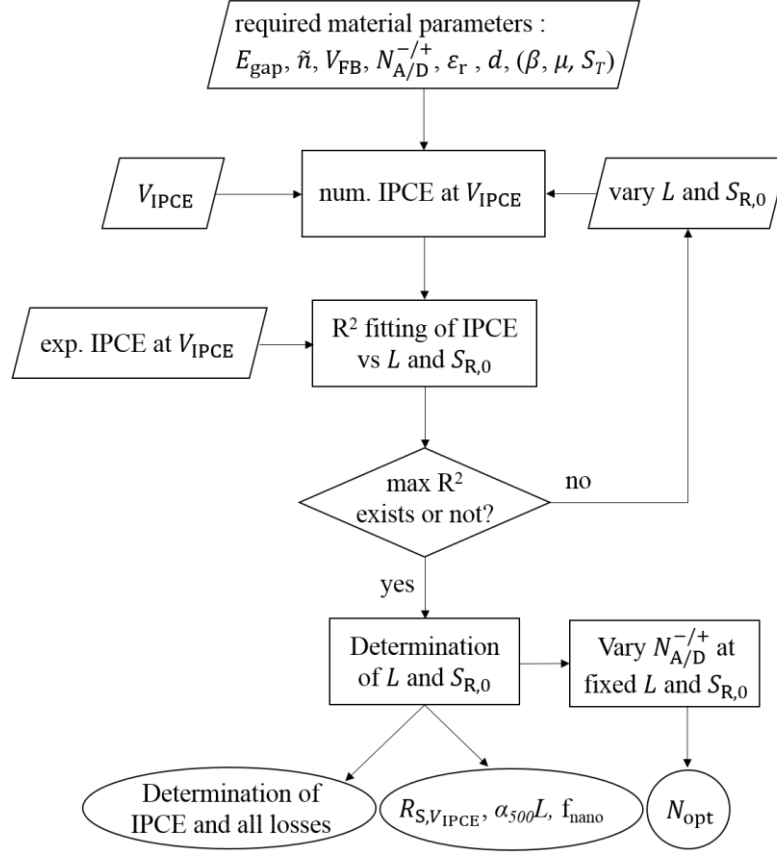 required material parameters :
E_gap, ñ, V_FB, N_A/D^−/+, ε_r , d, (β, μ, S_T)
V_IPCE
num. IPCE at V_IPCE
vary L and S_R,0
exp. IPCE at V_IPCE
R² fitting of IPCE
vs L and S_R,0
max R²
exists or not?
no
yes
Determination
of L and S_R,0
Vary N_A/D^−/+ at
fixed L and S_R,0
Determination of
IPCE and all losses
R_S,V_IPCE, α_500L, f_nano
N_opt